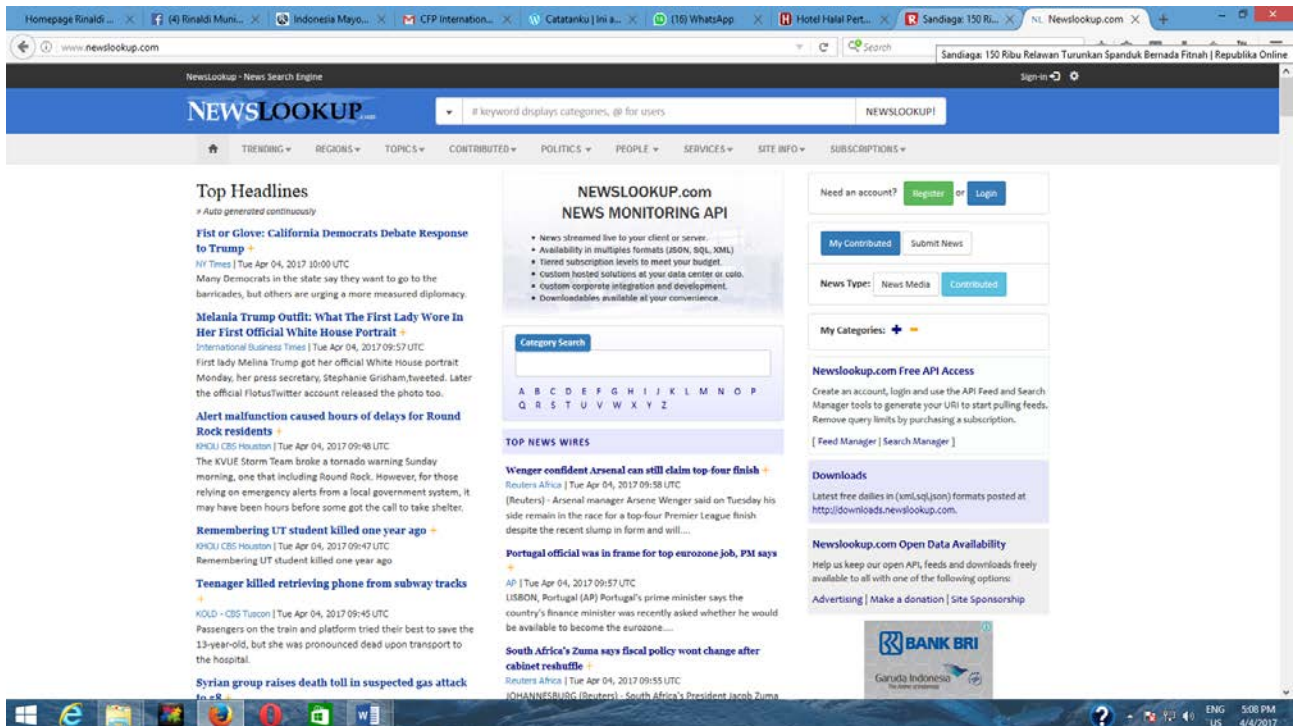 Homepage Rinaldi ...
(4) Rinaldi Muni...
Indonesia Mayo...
CFP Internation...
Catatanku | Ini a...
(16) WhatsApp
Hotel Halal Pert...
Sandiaga: 150 Ri...
NL Newslookup.com
www.newslookup.com
Search
Sandiaga: 150 Ribu Relawan Turunkan Spanduk Bernada Fitnah | Republika Online
NewsLookup - News Search Engine
Sign-in
NEWSLOOKUP.com
# keyword displays categories, @ for users
NEWSLOOKUP!
TRENDING
REGIONS
TOPICS
CONTRIBUTED
POLITICS
PEOPLE
SERVICES
SITE INFO
SUBSCRIPTIONS
Top Headlines
» Auto generated continuously
Fist or Glove: California Democrats Debate Response
to Trump +
NY Times | Tue Apr 04, 2017 10:00 UTC
Many Democrats in the state say they want to go to the
barricades, but others are urging a more measured diplomacy.
Melania Trump Outfit: What The First Lady Wore In
Her First Official White House Portrait +
International Business Times | Tue Apr 04, 2017 09:57 UTC
First lady Melina Trump got her official White House portrait
Monday, her press secretary, Stephanie Grisham,tweeted. Later
the official FlotusTwitter account released the photo too.
Alert malfunction caused hours of delays for Round
Rock residents +
KHOU CBS Houston | Tue Apr 04, 2017 09:48 UTC
The KVUE Storm Team broke a tornado warning Sunday
morning, one that including Round Rock. However, for those
relying on emergency alerts from a local government system, it
may have been hours before some got the call to take shelter.
Remembering UT student killed one year ago +
KHOU CBS Houston | Tue Apr 04, 2017 09:47 UTC
Remembering UT student killed one year ago
Teenager killed retrieving phone from subway tracks
+
KOLD - CBS Tuscon | Tue Apr 04, 2017 09:45 UTC
Passengers on the train and platform tried their best to save the
13-year-old, but she was pronounced dead upon transport to
the hospital.
Syrian group raises death toll in suspected gas attack
to 58 +
NEWSLOOKUP.com
NEWS MONITORING API
• News streamed live to your client or server.
• Availability in multiples formats (JSON, SQL, XML)
• Tiered subscription levels to meet your budget.
• Custom hosted solutions at your data center or colo.
• Custom corporate integration and development.
• Downloadables available at your convenience.
Category Search
A B C D E F G H I J K L M N O P
Q R S T U V W X Y Z
TOP NEWS WIRES
Wenger confident Arsenal can still claim top-four finish +
Reuters Africa | Tue Apr 04, 2017 09:58 UTC
(Reuters) - Arsenal manager Arsene Wenger said on Tuesday his
side remain in the race for a top-four Premier League finish
despite the recent slump in form and will....
Portugal official was in frame for top eurozone job, PM says
+
AP | Tue Apr 04, 2017 09:57 UTC
LISBON, Portugal (AP) Portugal's prime minister says the
country's finance minister was recently asked whether he would
be available to become the eurozone....
South Africa's Zuma says fiscal policy wont change after
cabinet reshuffle +
Reuters Africa | Tue Apr 04, 2017 09:55 UTC
JOHANNESBURG (Reuters) - South Africa's President Jacob Zuma
Need an account? Register or Login
My Contributed
Submit News
News Type: News Media Contributed
My Categories: + −
Newslookup.com Free API Access
Create an account, login and use the API Feed and Search
Manager tools to generate your URI to start pulling feeds.
Remove query limits by purchasing a subscription.
[ Feed Manager | Search Manager ]
Downloads
Latest free dailies in (xml,sql,json) formats posted at
http://downloads.newslookup.com.
Newslookup.com Open Data Availability
Help us keep our open API, feeds and downloads freely
available to all with one of the following options:
Advertising | Make a donation | Site Sponsorship
BANK BRI
Garuda Indonesia
ENG
US
5:08 PM
4/4/2017